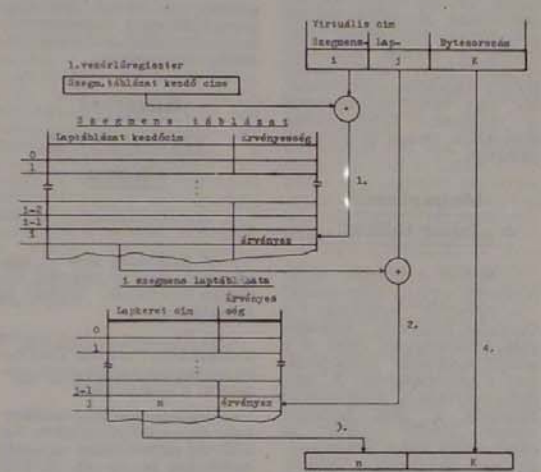 Virtuális cím
Szegmens- lap- Bytesorszám
i j K
1.vezérlőregiszter
Szegm.táblázat kezdő címe
+
Szegmens táblázat
Laptáblázat kezdőcím érvényesség
0
1
1.
i-2
i-1
i érvényes
+
i szegmens laptáblázata
Lapkeret cím érvényes
ség
0
1
2.
4.
j-1
j n érvényes
3.
n K